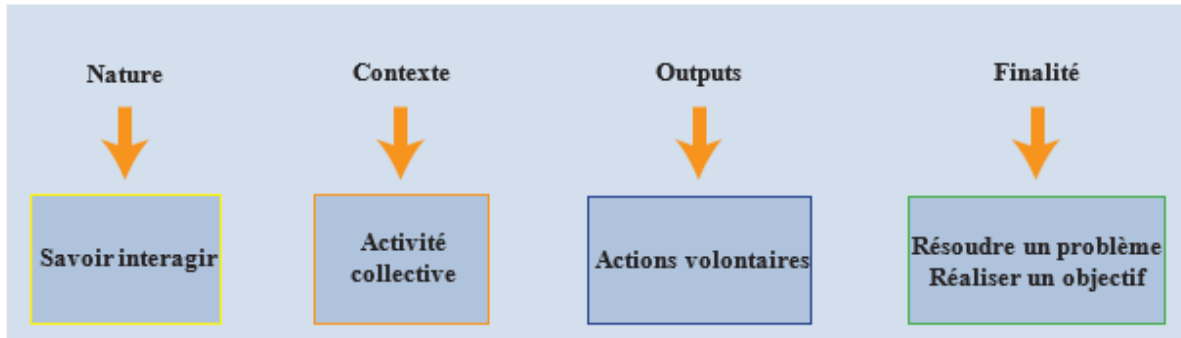 Nature
Contexte
Outputs
Finalité
Savoir interagir
Activité
collective
Actions volontaires
Résoudre un problème
Réaliser un objectif